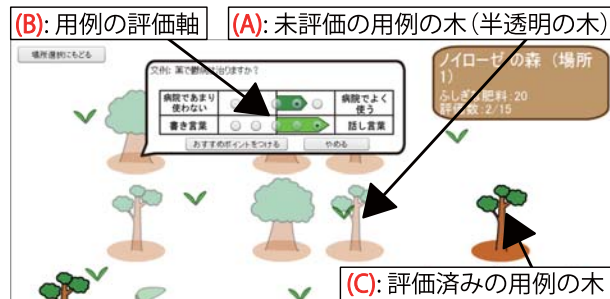 (B): 用例の評価軸
(A): 未評価の用例の木(半透明の木)
場所選択にもどる
文例: 薬で鬱病は治りますか?
病院であまり使わない
病院でよく使う
書き言葉
話し言葉
おすすめポイントをつける
やめる
ノイローゼの森 (場所
1)
ふしぎな肥料:20
評価数:2/15
(C): 評価済みの用例の木